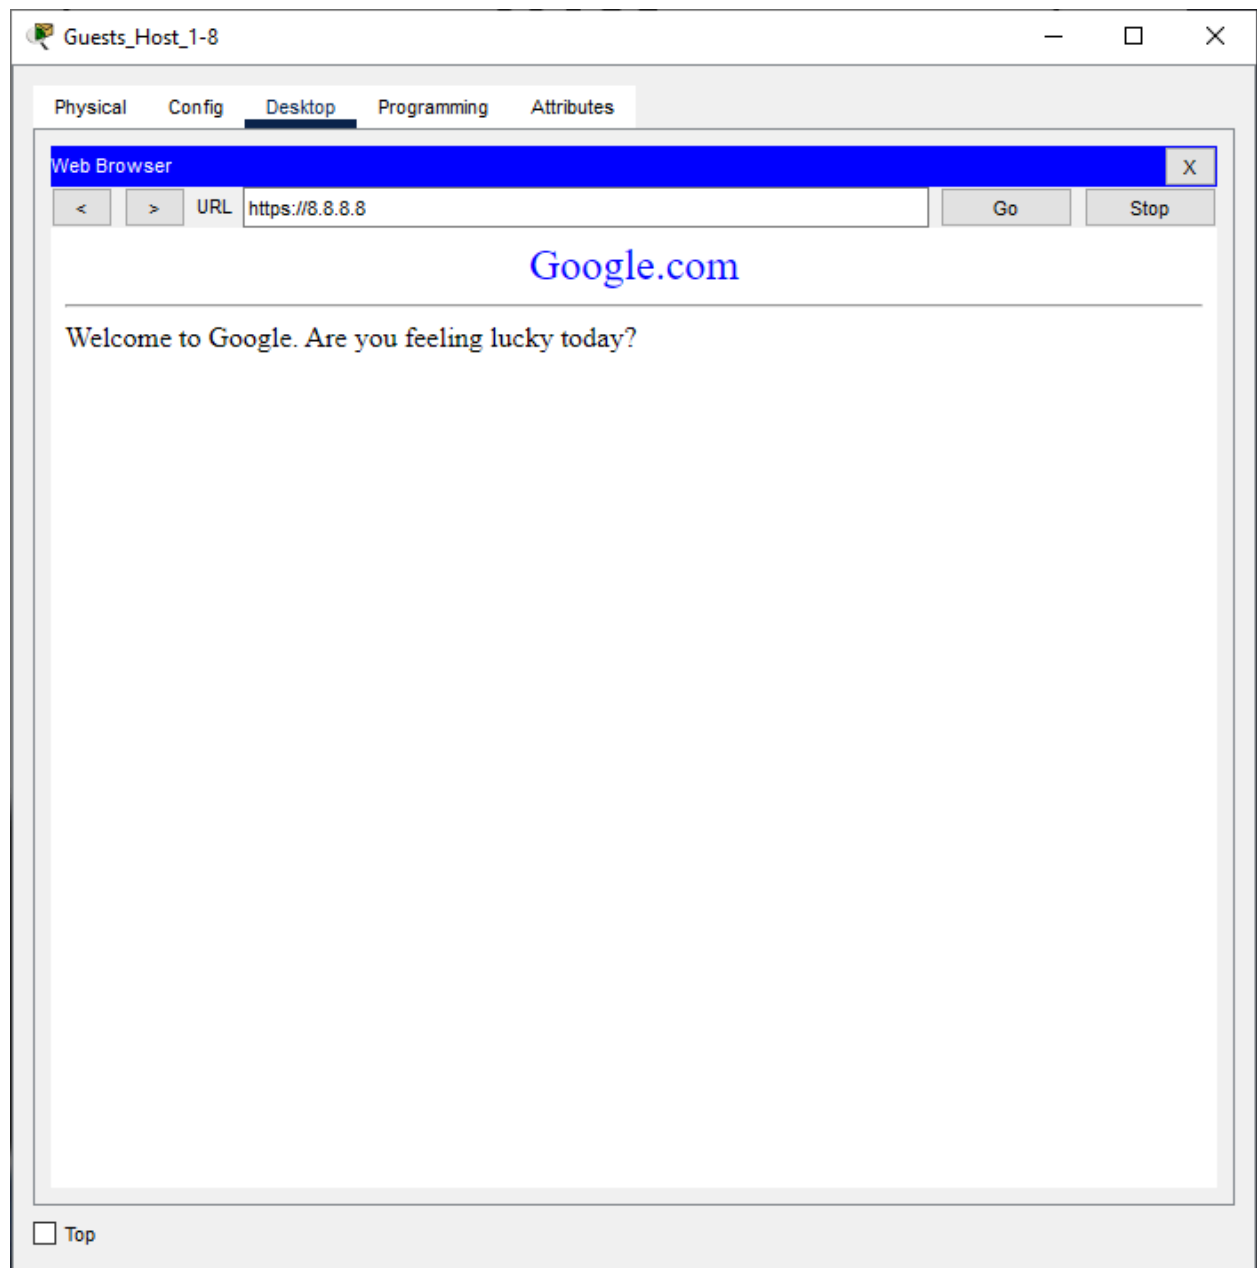 Guests_Host_1-8
Physical Config Desktop Programming Attributes
Web Browser X
< > URL https://8.8.8.8 Go Stop
Google.com
Welcome to Google. Are you feeling lucky today?
Top